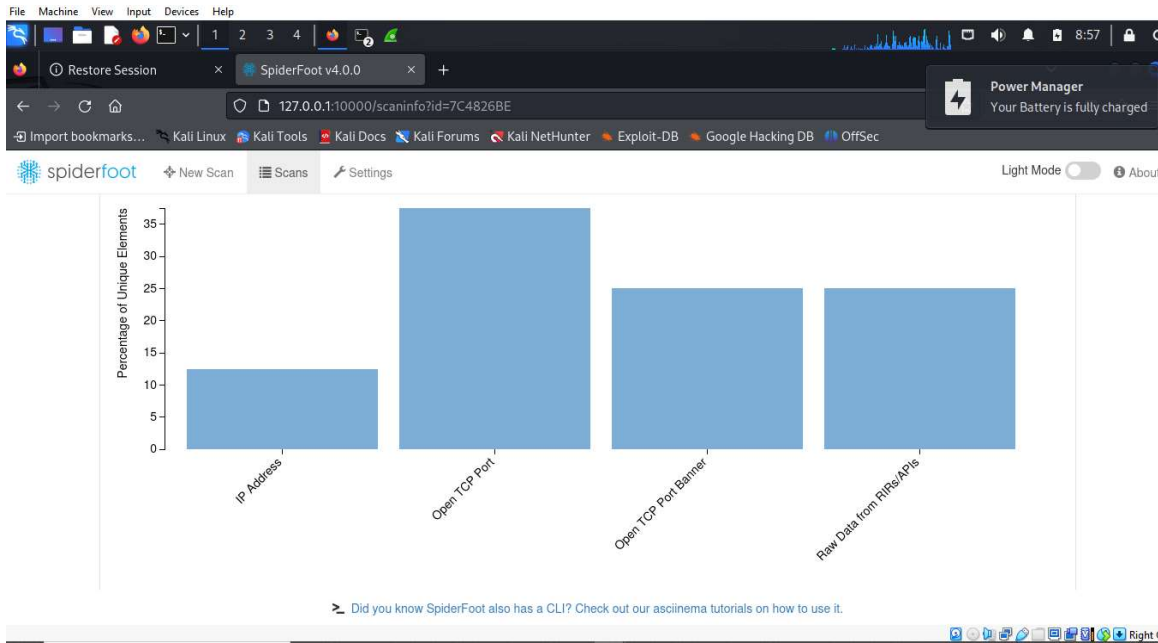 File Machine View Input Devices Help
1 2 3 4 2 8:57
Restore Session × SpiderFoot v4.0.0 × +
Power Manager
Your Battery is fully charged
127.0.0.1:10000/scaninfo?id=7C4826BE
Import bookmarks... Kali Linux Kali Tools Kali Docs Kali Forums Kali NetHunter Exploit-DB Google Hacking DB OffSec
spiderfoot New Scan Scans Settings Light Mode About
Percentage of Unique Elements
35
30
25
20
15
10
5
0
IP Address
Open TCP Port
Open TCP Port Banner
Raw Data from RIRs/APIs
>_ Did you know SpiderFoot also has a CLI? Check out our asciinema tutorials on how to use it.
Right